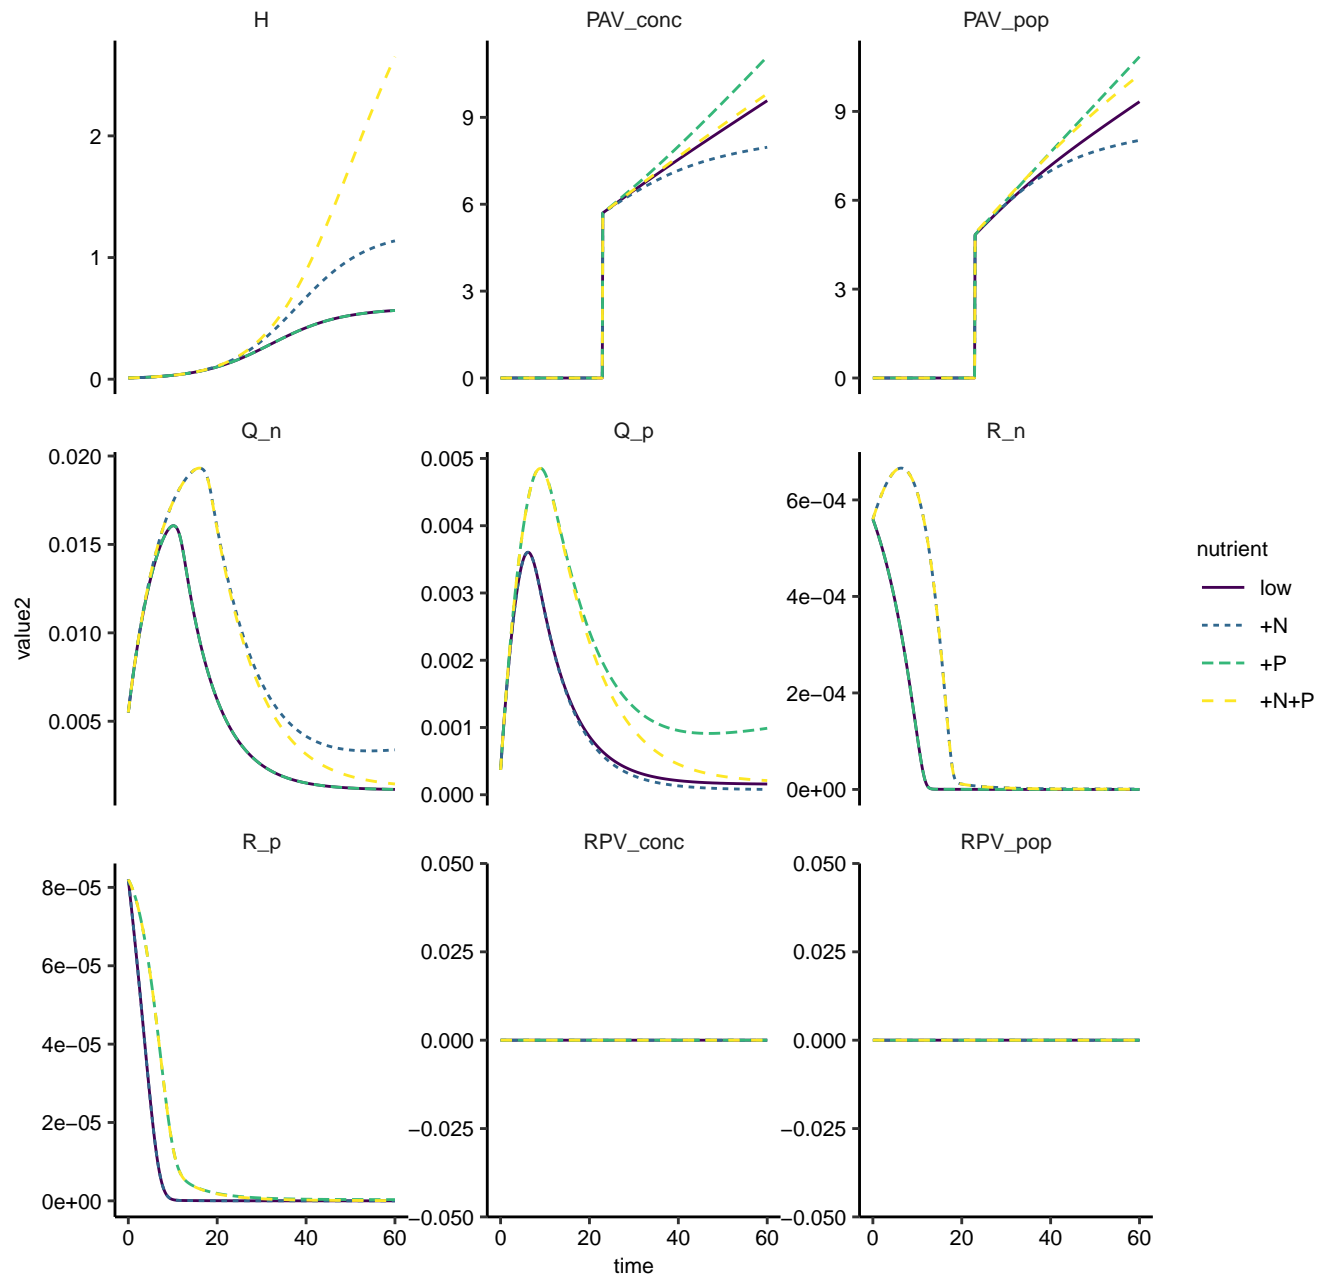 H
PAV_conc
PAV_pop
2
1
0
9
6
3
0
9
6
3
0
Q_n
Q_p
R_n
0.020
0.015
0.010
0.005
0.005
0.004
0.003
0.002
0.001
0.000
6e−04
4e−04
2e−04
0e+00
value2
nutrient
low
+N
+P
+N+P
R_p
RPV_conc
RPV_pop
8e−05
6e−05
4e−05
2e−05
0e+00
0.050
0.025
0.000
−0.025
−0.050
0.050
0.025
0.000
−0.025
−0.050
0 20 40 60
0 20 40 60
0 20 40 60
time